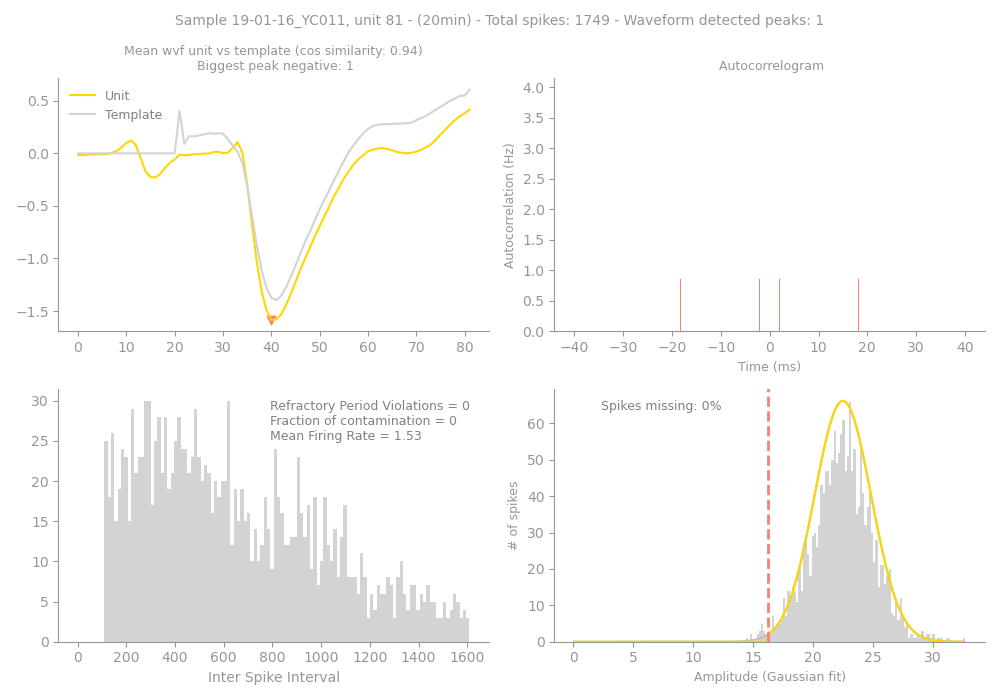 Sample 19-01-16_YC011, unit 81 - (20min) - Total spikes: 1749 - Waveform detected peaks: 1
Mean wvf unit vs template (cos similarity: 0.94)
Biggest peak negative: 1
Unit
Template
0.5
0.0
−0.5
−1.0
−1.5
0 10 20 30 40 50 60 70 80
Autocorrelogram
Autocorrelation (Hz)
4.0
3.5
3.0
2.5
2.0
1.5
1.0
0.5
0.0
−40 −30 −20 −10 0 10 20 30 40
Time (ms)
Refractory Period Violations = 0
Fraction of contamination = 0
Mean Firing Rate = 1.53
30
25
20
15
10
5
0
0 200 400 600 800 1000 1200 1400 1600
Inter Spike Interval
Spikes missing: 0%
# of spikes
60
50
40
30
20
10
0
0 5 10 15 20 25 30
Amplitude (Gaussian fit)